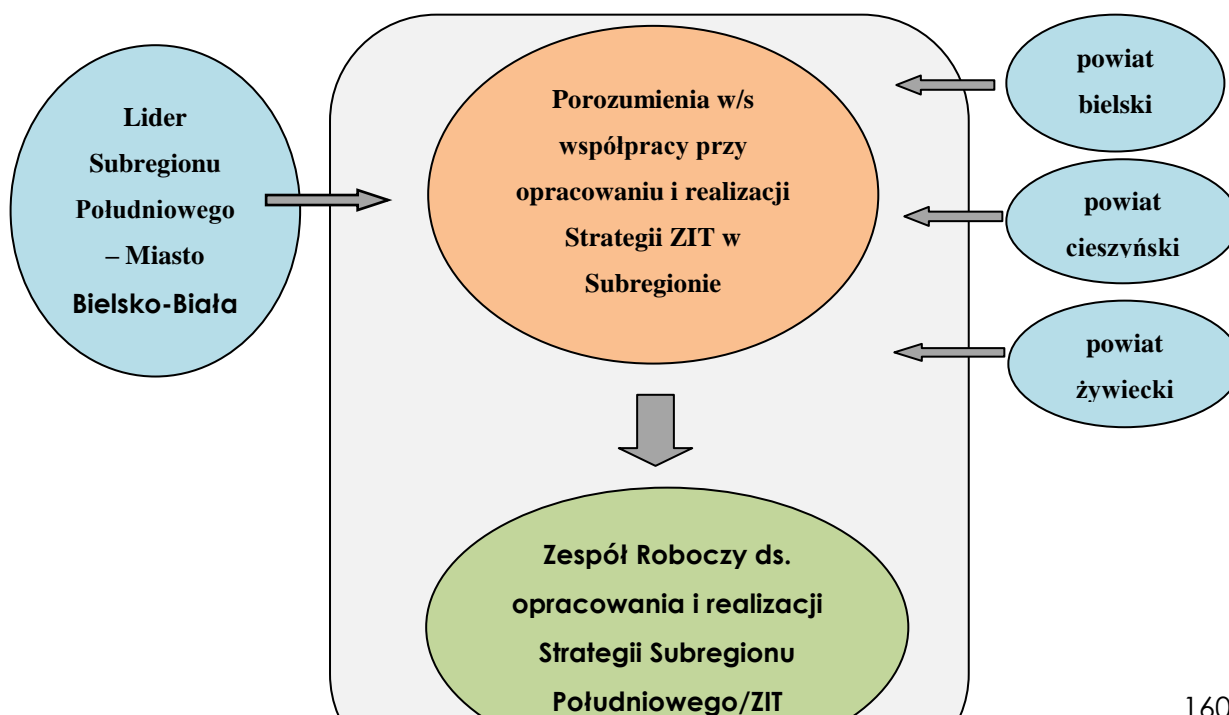 Lider
Subregionu
Południowego
– Miasto
Bielsko-Biała
Porozumienia w/s
współpracy przy
opracowaniu i realizacji
Strategii ZIT w
Subregionie
powiat
bielski
powiat
cieszyński
powiat
żywiecki
Zespół Roboczy ds.
opracowania i realizacji
Strategii Subregionu
Południowego/ZIT
160